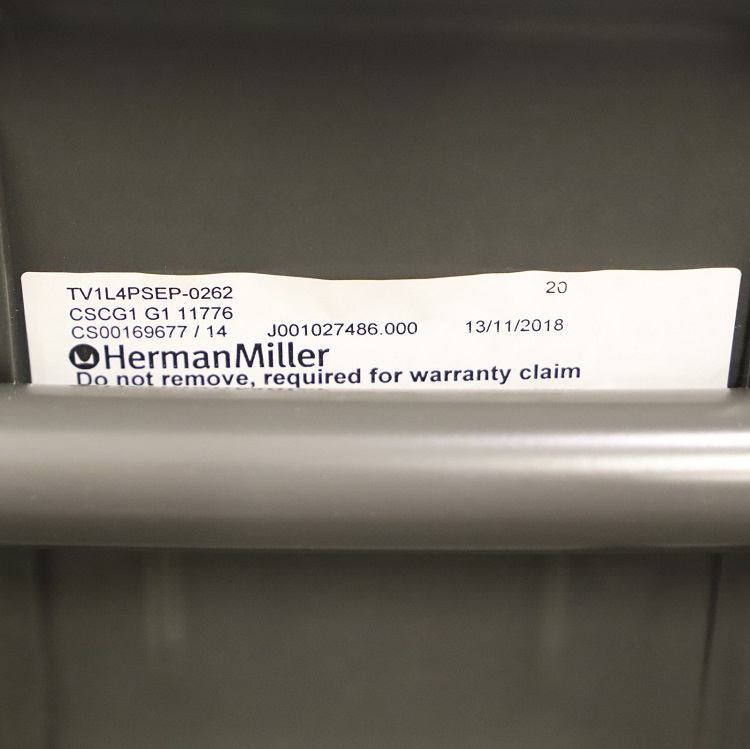 TV1L4PSEP-0262 20
CSCG1 G1 11776
CS00169677 / 14 J001027486.000 13/11/2018
HermanMiller
Do not remove, required for warranty claim